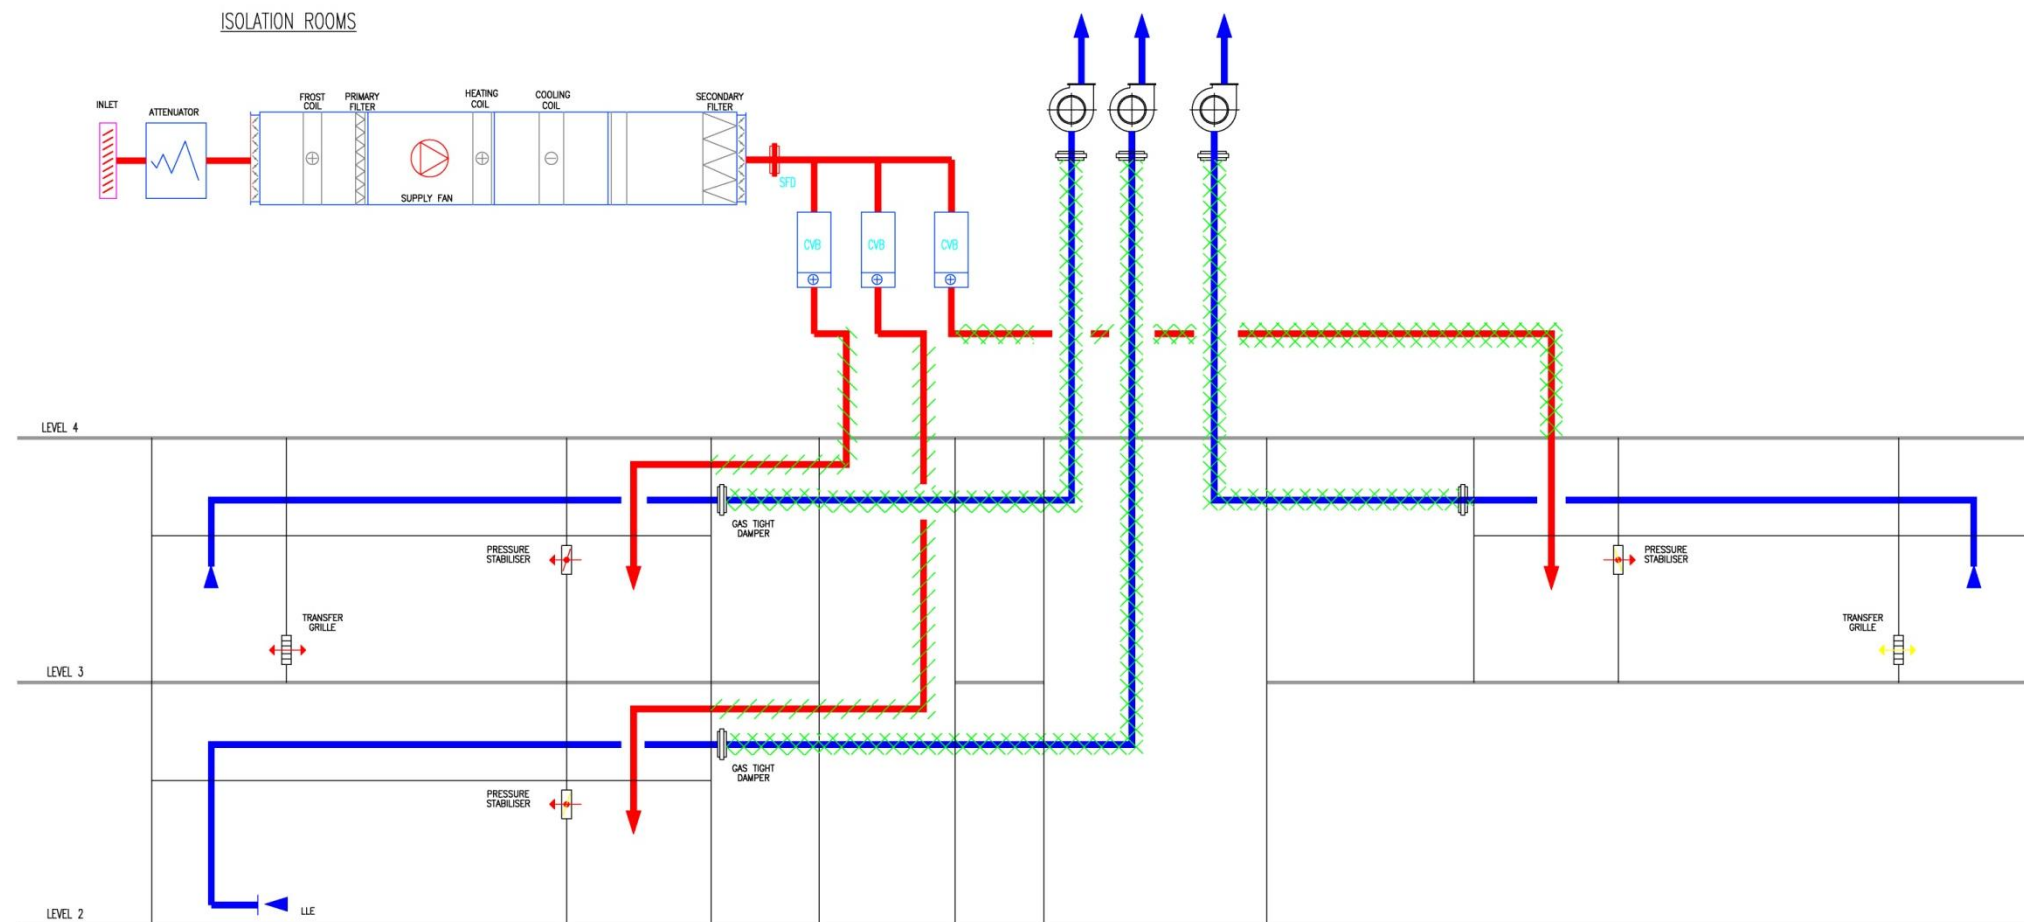 ISOLATION ROOMS
INLET
ATTENUATOR
FROST
COIL
PRIMARY
FILTER
HEATING
COIL
COOLING
COIL
SECONDARY
FILTER
SUPPLY FAN
SFD
CVB
CVB
CVB
LEVEL 4
GAS TIGHT
DAMPER
PRESSURE
STABILISER
PRESSURE
STABILISER
TRANSFER
GRILLE
TRANSFER
GRILLE
LEVEL 3
GAS TIGHT
DAMPER
PRESSURE
STABILISER
LLE
LEVEL 2